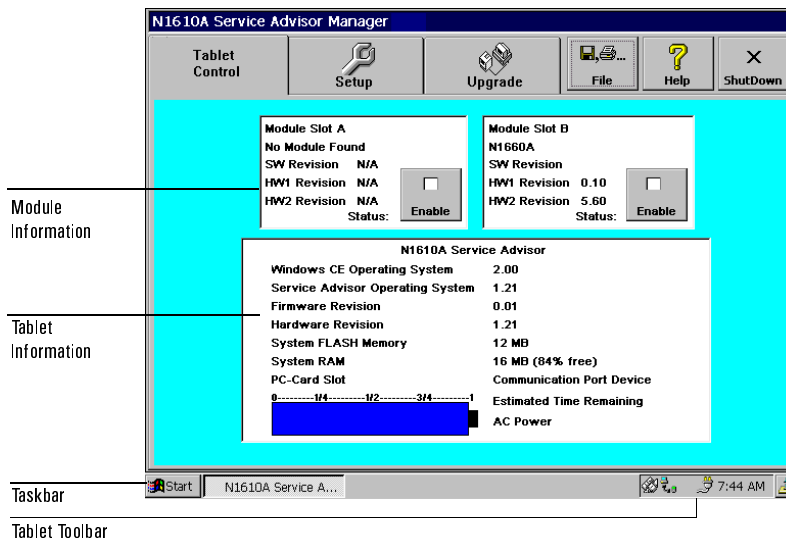 N1610A Service Advisor Manager
Tablet Control
Setup
Upgrade
File
Help
ShutDown
Module Slot A
No Module Found
SW Revision N/A
HW1 Revision N/A
HW2 Revision N/A
Status:
Enable
Module Slot B
N1660A
SW Revision
HW1 Revision 0.10
HW2 Revision 5.60
Status:
Enable
Module
Information
N1610A Service Advisor
Windows CE Operating System 2.00
Service Advisor Operating System 1.21
Firmware Revision 0.01
Hardware Revision 1.21
System FLASH Memory 12 MB
System RAM 16 MB (84% free)
PC-Card Slot Communication Port Device
0---------1/4---------1/2---------3/4---------1 Estimated Time Remaining
AC Power
Tablet
Information
Start N1610A Service A... 7:44 AM
Taskbar
Tablet Toolbar